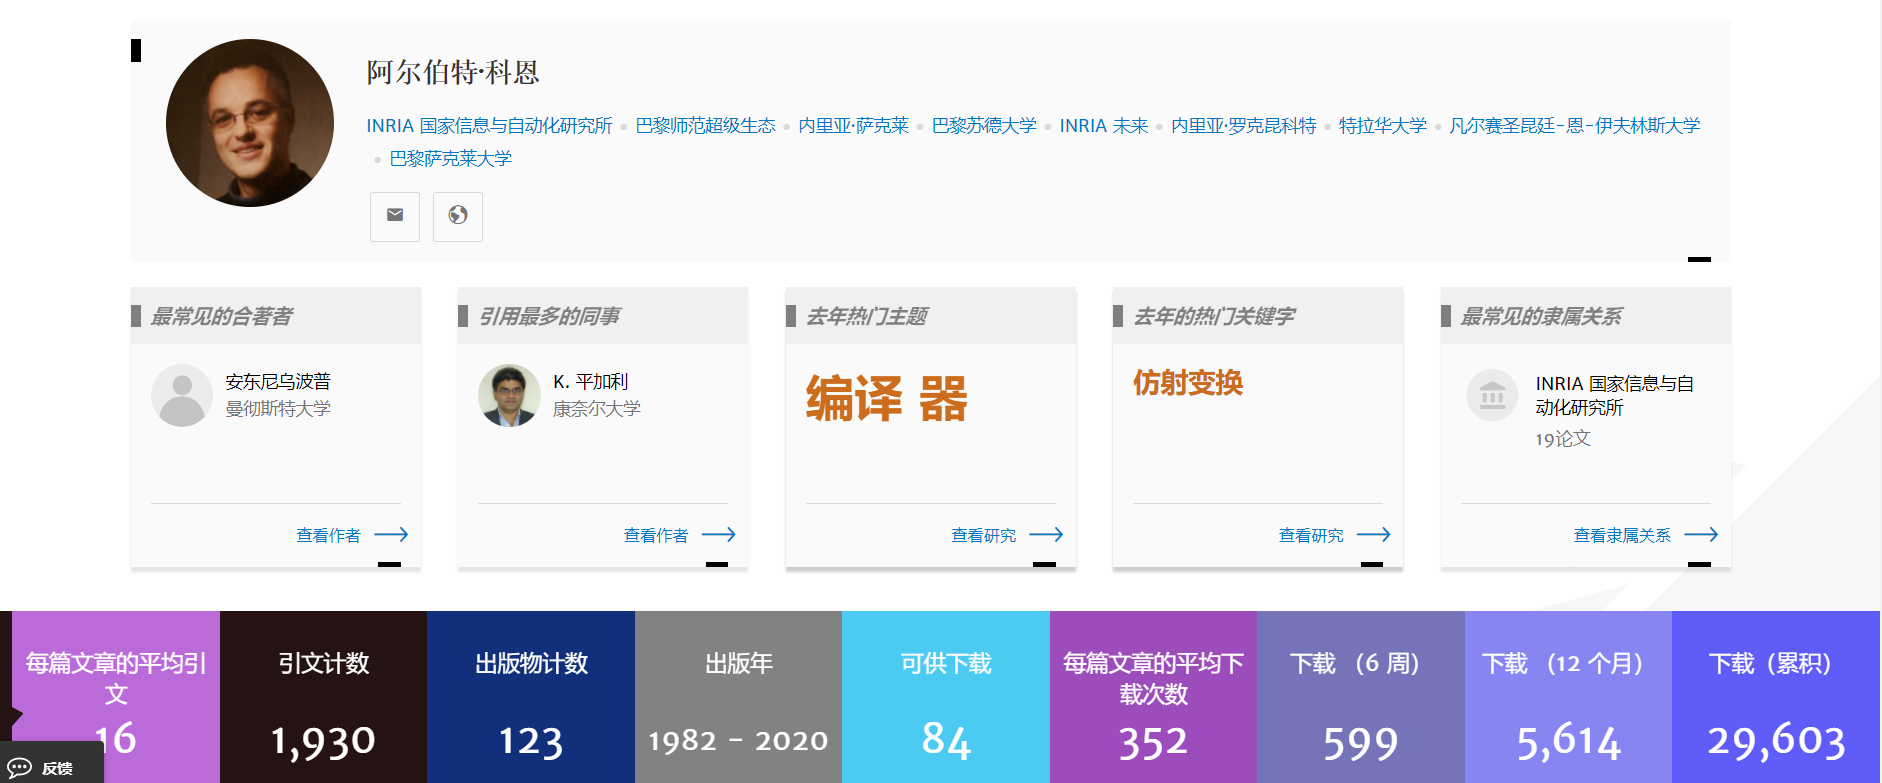 阿尔伯特·科恩
INRIA 国家信息与自动化研究所 • 巴黎师范超级生态 • 内里亚·萨克莱 • 巴黎苏德大学 • INRIA 未来 • 内里亚·罗克昆科特 • 特拉华大学 • 凡尔赛圣昆廷-恩-伊夫林斯大学
• 巴黎萨克莱大学
最常见的合著者
安东尼乌波普
曼彻斯特大学
查看作者
引用最多的同事
K. 平加利
康奈尔大学
查看作者
去年热门主题
编译 器
查看研究
去年的热门关键字
仿射变换
查看研究
最常见的隶属关系
INRIA 国家信息与自
动化研究所
19论文
查看隶属关系
每篇文章的平均引
文
16
引文计数
1,930
出版物计数
123
出版年
1982 - 2020
可供下载
84
每篇文章的平均下
载次数
352
下载 （6 周）
599
下载 （12 个月）
5,614
下载（累积）
29,603
反馈